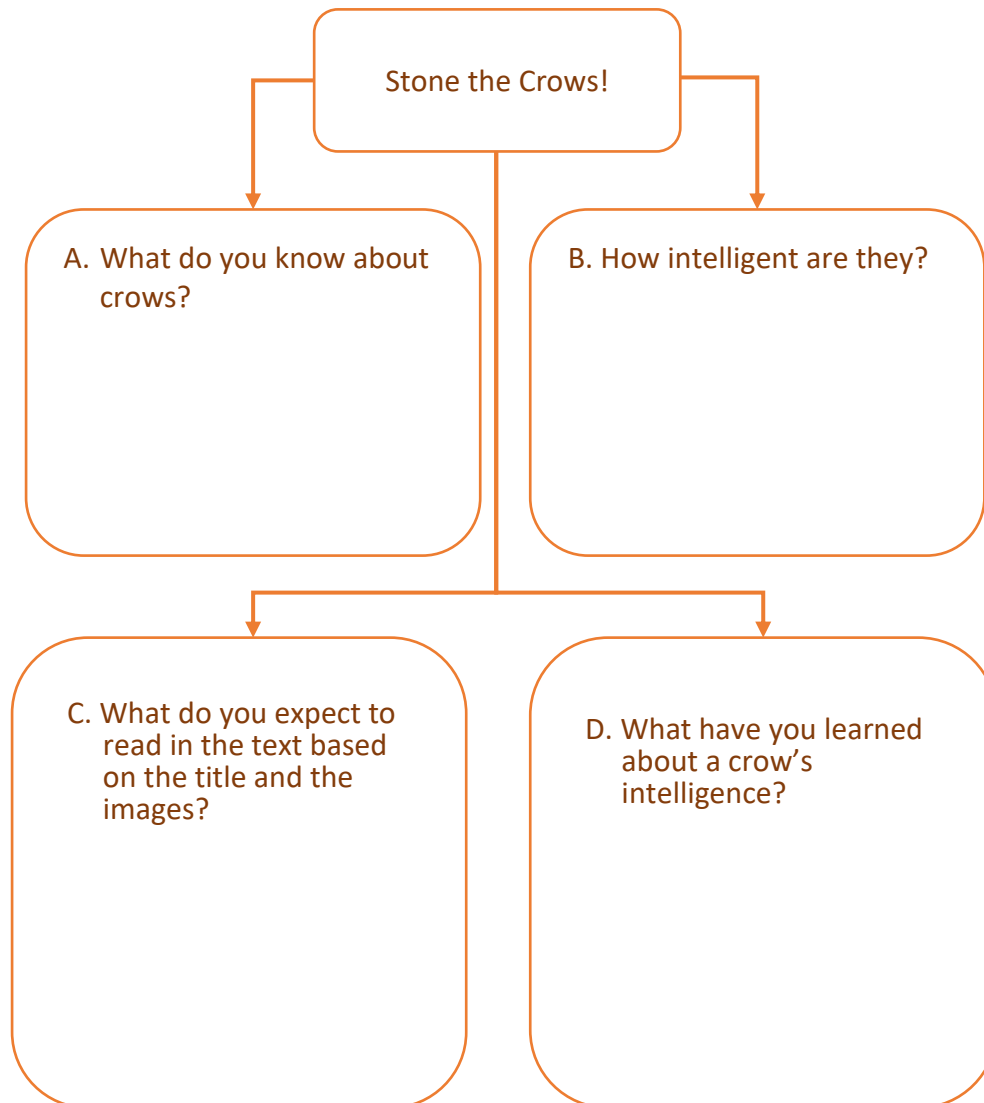 Stone the Crows!
A. What do you know about
crows?
B. How intelligent are they?
C. What do you expect to
read in the text based
on the title and the
images?
D. What have you learned
about a crow’s
intelligence?